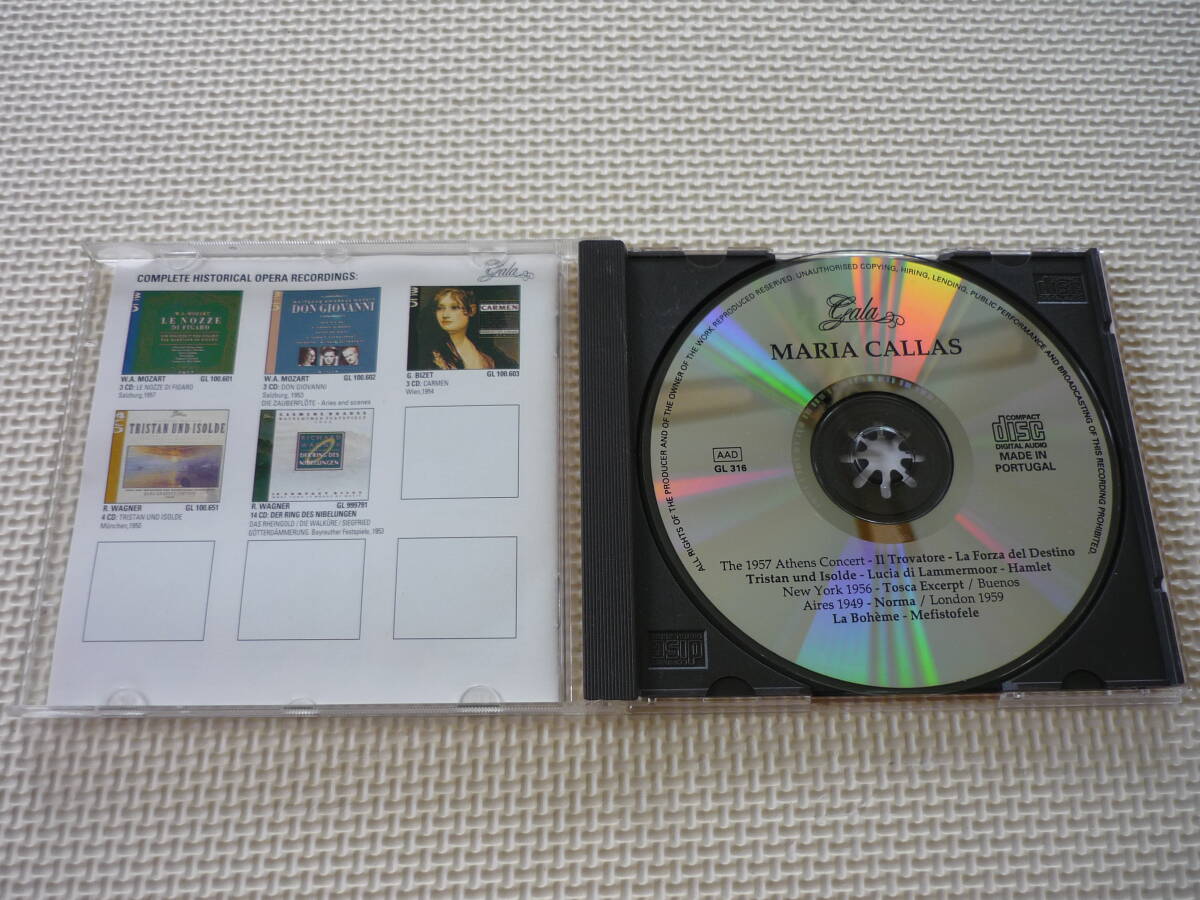 COMPLETE HISTORICAL OPERA RECORDINGS:
Gala
W.A. MOZART
LE NOZZE
DI FIGARO
DON GIOVANNI
CARMEN
W.A. MOZART GL 100.601
3 CD: LE NOZZE DI FIGARO
Salzburg, 1957
W.A. MOZART GL 100.602
3 CD: DON GIOVANNI
Salzburg, 1953
DIE ZAUBERFLÖTE - Aries and scenes
G. BIZET GL 100.603
3 CD: CARMEN
Wien, 1954
TRISTAN UND ISOLDE
CLEMENS KRAUSS
RICHARD
WAGNER
DER RING DES
NIBELUNGEN
R. WAGNER GL 100.651
4 CD: TRISTAN UND ISOLDE
München, 1950
R. WAGNER GL 999791
14 CD: DER RING DES NIBELUNGEN
DAS RHEINGOLD / DIE WALKÜRE / SIEGFRIED
GÖTTERDÄMMERUNG Bayreuther Festspiele, 1953
ALL RIGHTS OF THE PRODUCER AND OF THE OWNER OF THE WORK REPRODUCED RESERVED. UNAUTHORISED COPYING, HIRING, LENDING, PUBLIC PERFORMANCE AND BROADCASTING OF THIS RECORDING PROHIBITED.
Gala
MARIA CALLAS
AAD
GL 316
COMPACT
disc
DIGITAL AUDIO
MADE IN
PORTUGAL
The 1957 Athens Concert - Il Trovatore - La Forza del Destino
Tristan und Isolde - Lucia di Lammermoor - Hamlet
New York 1956 - Tosca Excerpt / Buenos
Aires 1949 - Norma / London 1959
La Bohème - Mefistofele